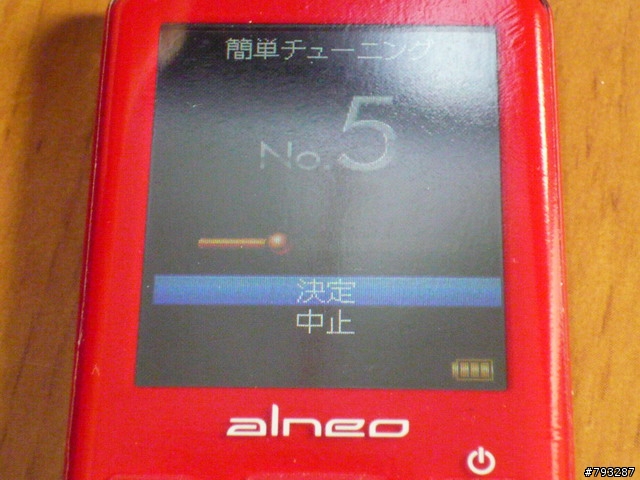 簡単チューニング
No.5
決定
中止
alneo
#793287